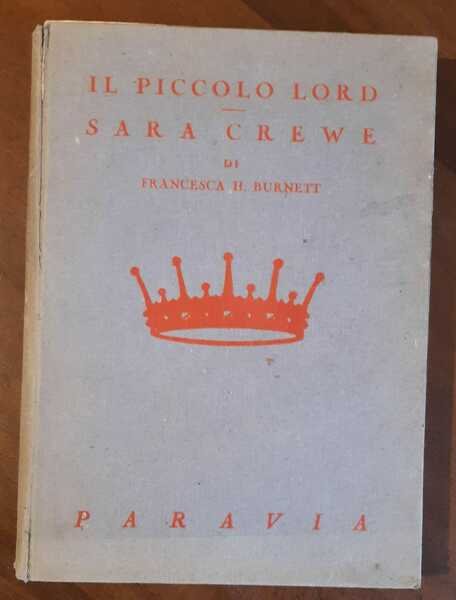 IL PICCOLO LORD
SARA CREWE
DI
FRANCESCA H. BURNETT
PARAVIA